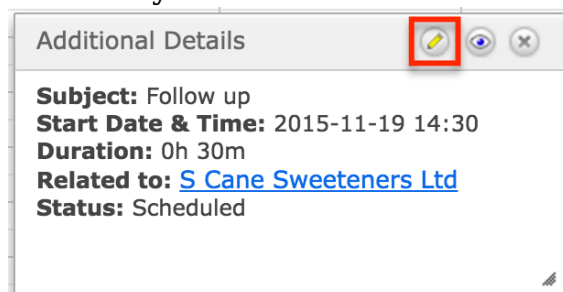 Additional Details
Subject: Follow up
Start Date & Time: 2015-11-19 14:30
Duration: 0h 30m
Related to: S Cane Sweeteners Ltd
Status: Scheduled